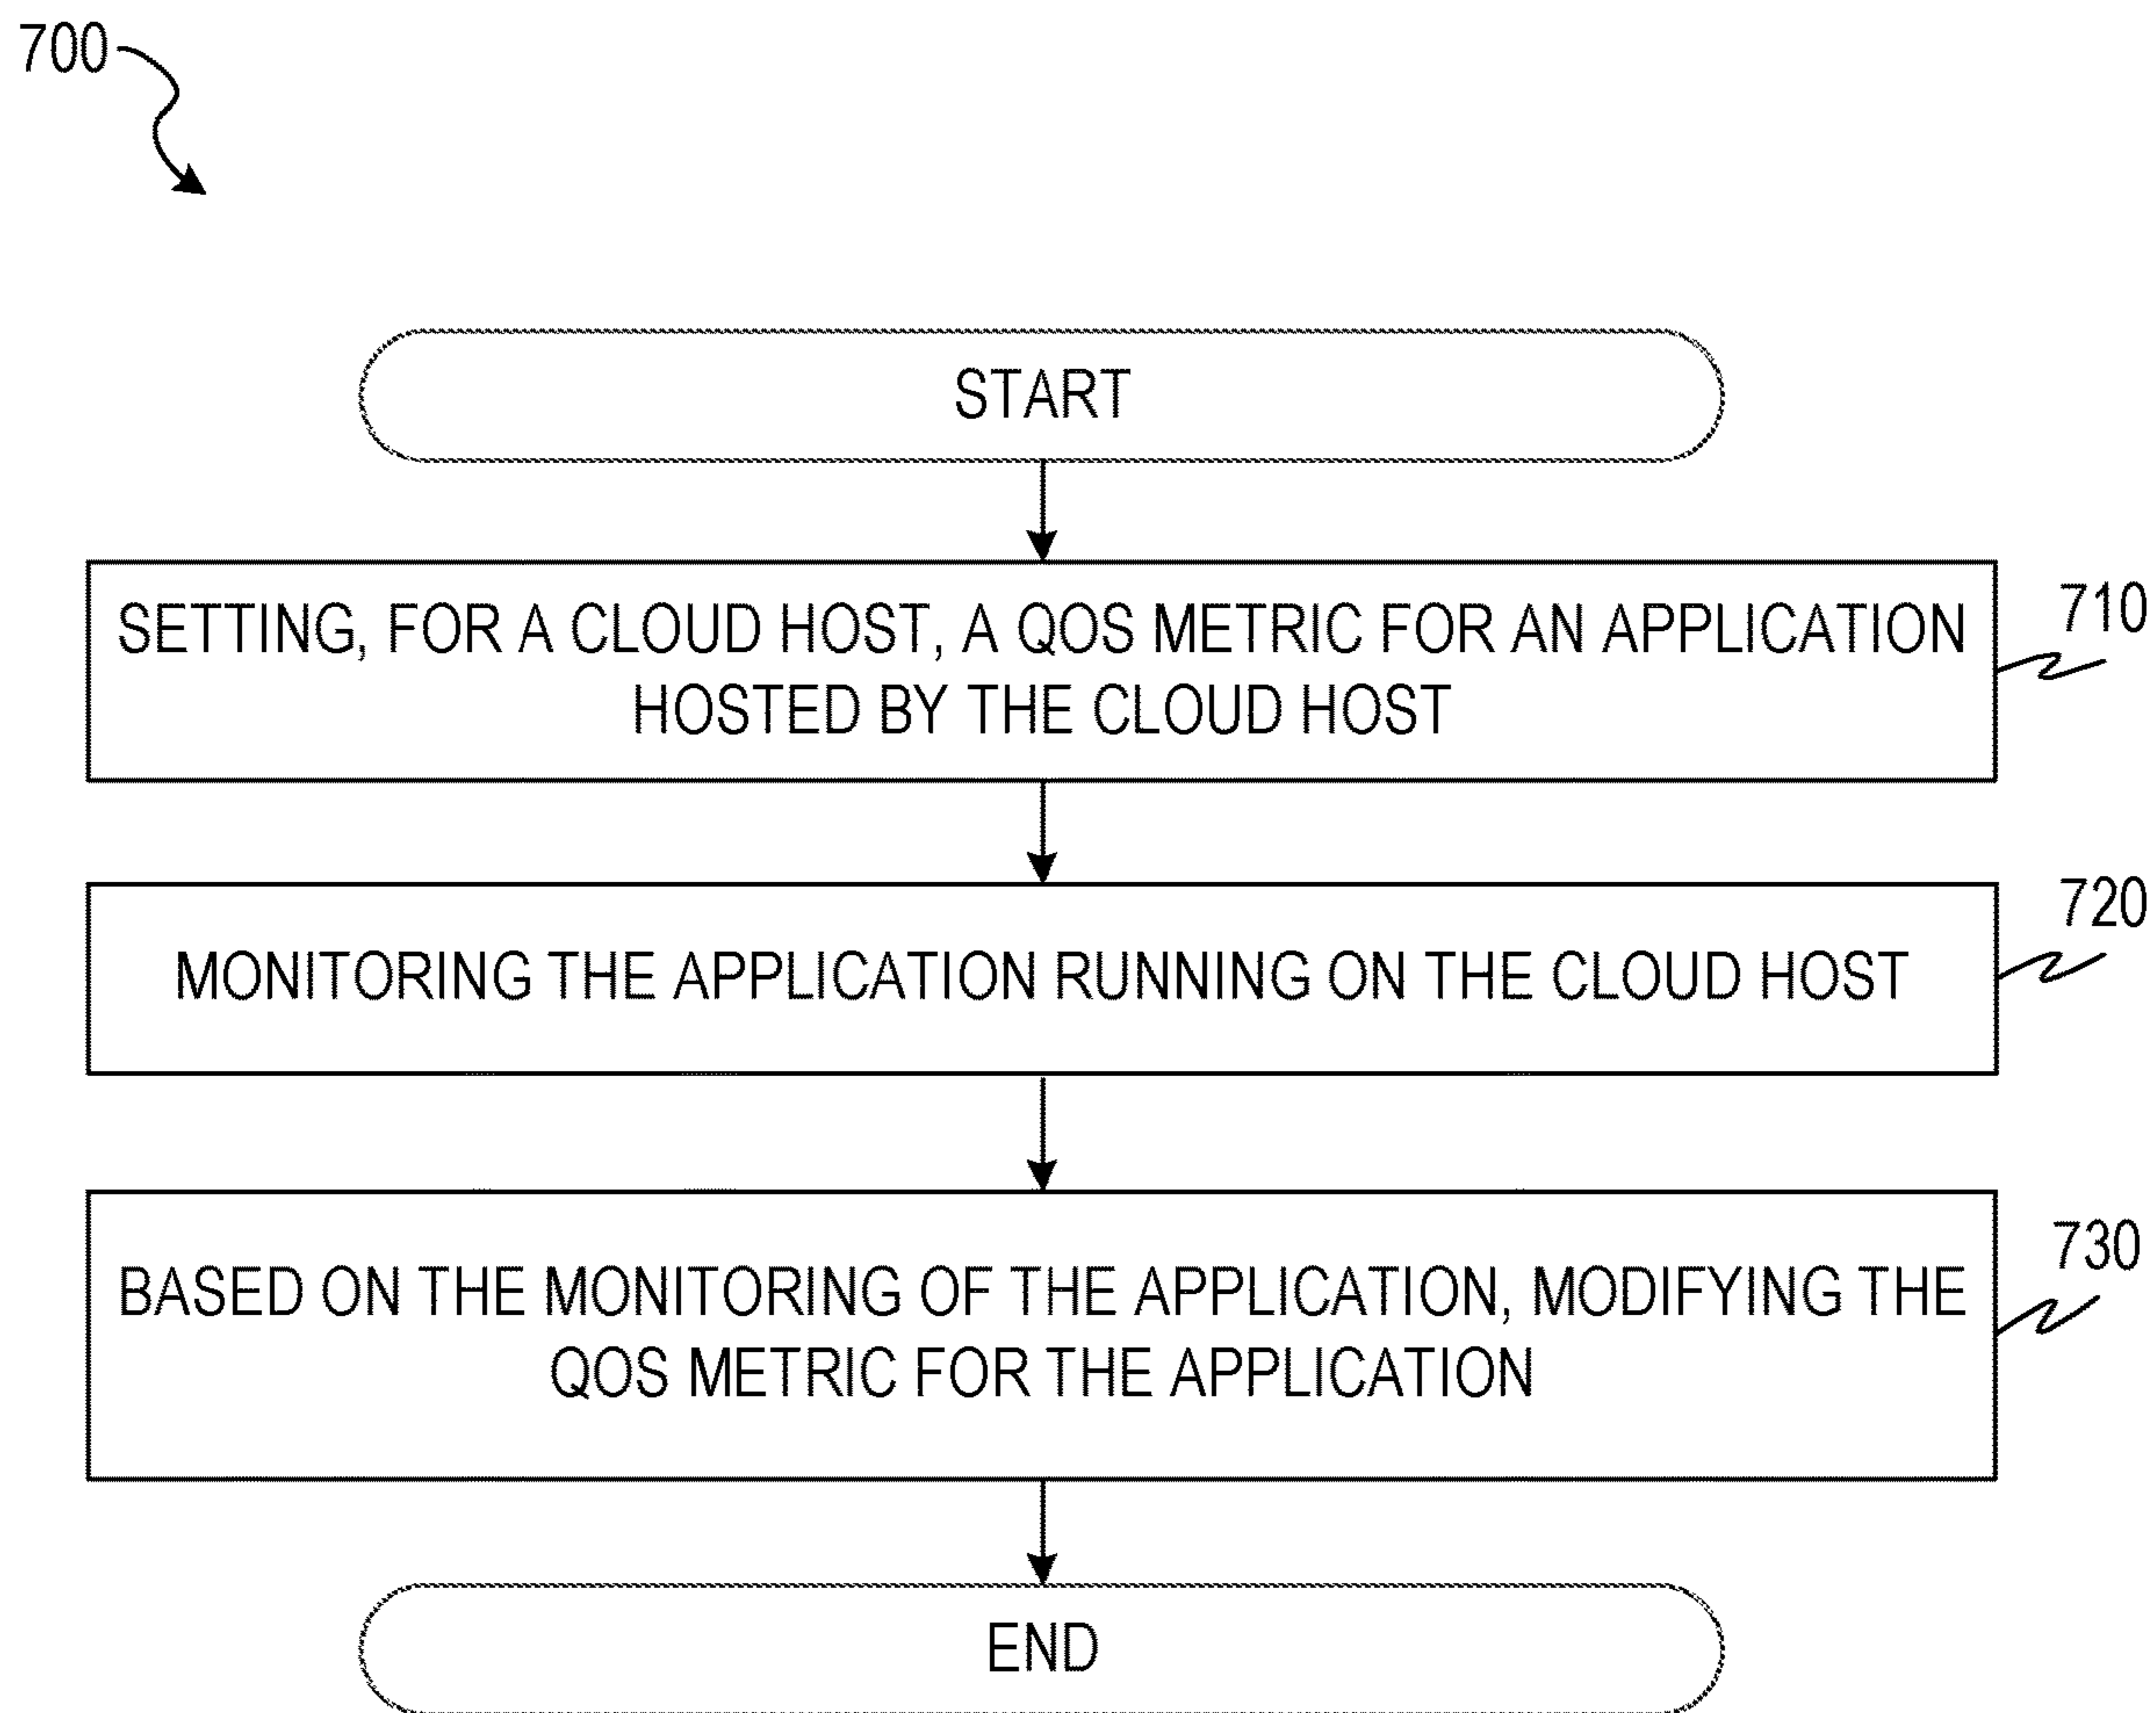 700
START
SETTING, FOR A CLOUD HOST, A QOS METRIC FOR AN APPLICATION
HOSTED BY THE CLOUD HOST
710
MONITORING THE APPLICATION RUNNING ON THE CLOUD HOST
720
BASED ON THE MONITORING OF THE APPLICATION, MODIFYING THE
QOS METRIC FOR THE APPLICATION
730
END